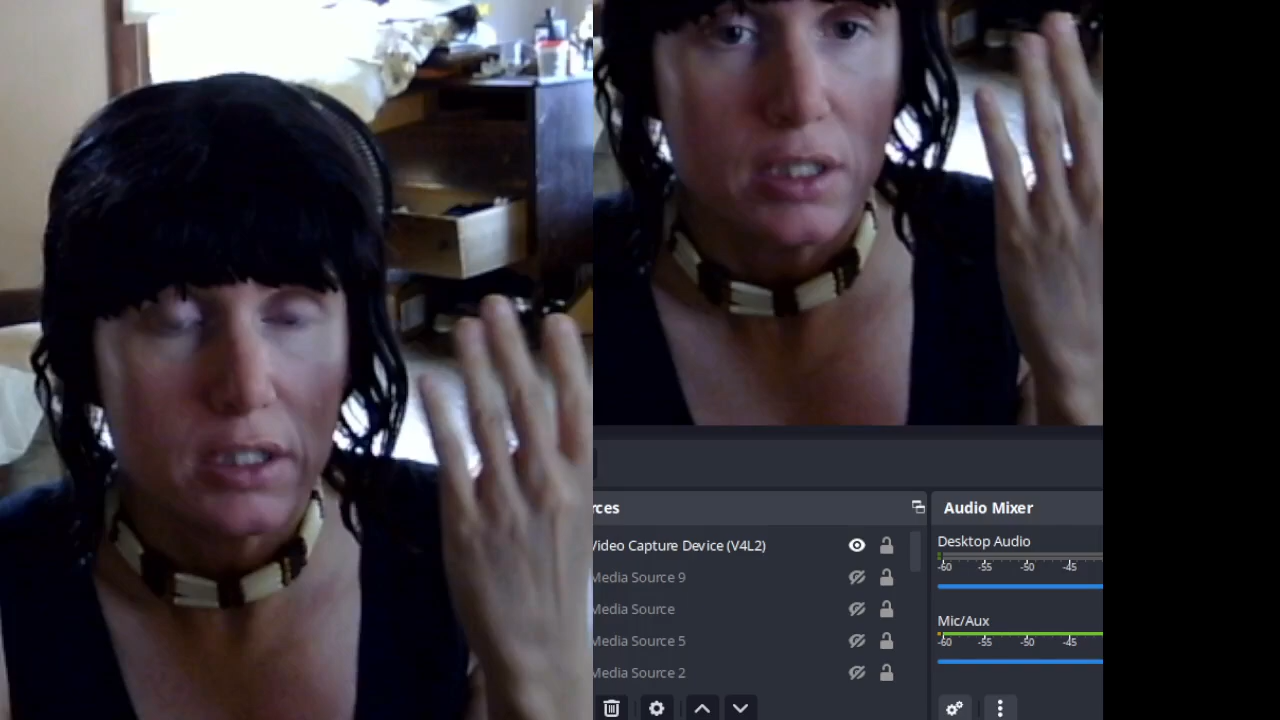 rces
Audio Mixer
Video Capture Device (V4L2)
Desktop Audio
-60 -55 -50 -45
Media Source 9
Media Source
Mic/Aux
-60 -55 -50 -45
Media Source 5
Media Source 2